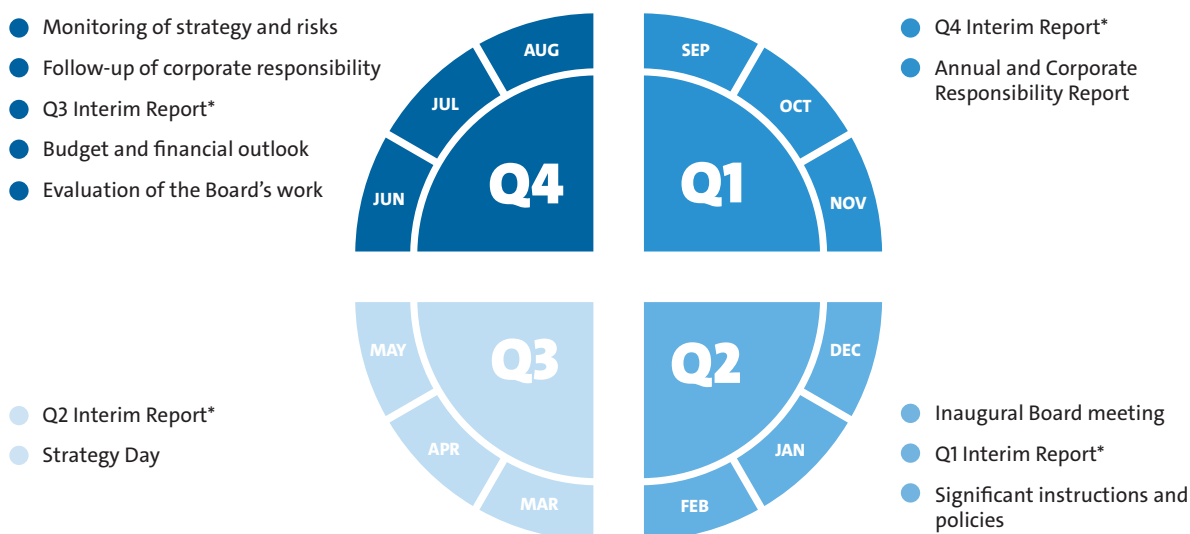 Monitoring of strategy and risks
Follow-up of corporate responsibility
Q3 Interim Report*
Budget and financial outlook
Evaluation of the Board's work
AUG
JUL
JUN
Q4
SEP
OCT
NOV
Q1
Q4 Interim Report*
Annual and Corporate
Responsibility Report
MAY
APR
MAR
Q3
Q2 Interim Report*
Strategy Day
DEC
JAN
FEB
Q2
Inaugural Board meeting
Q1 Interim Report*
Significant instructions and
policies